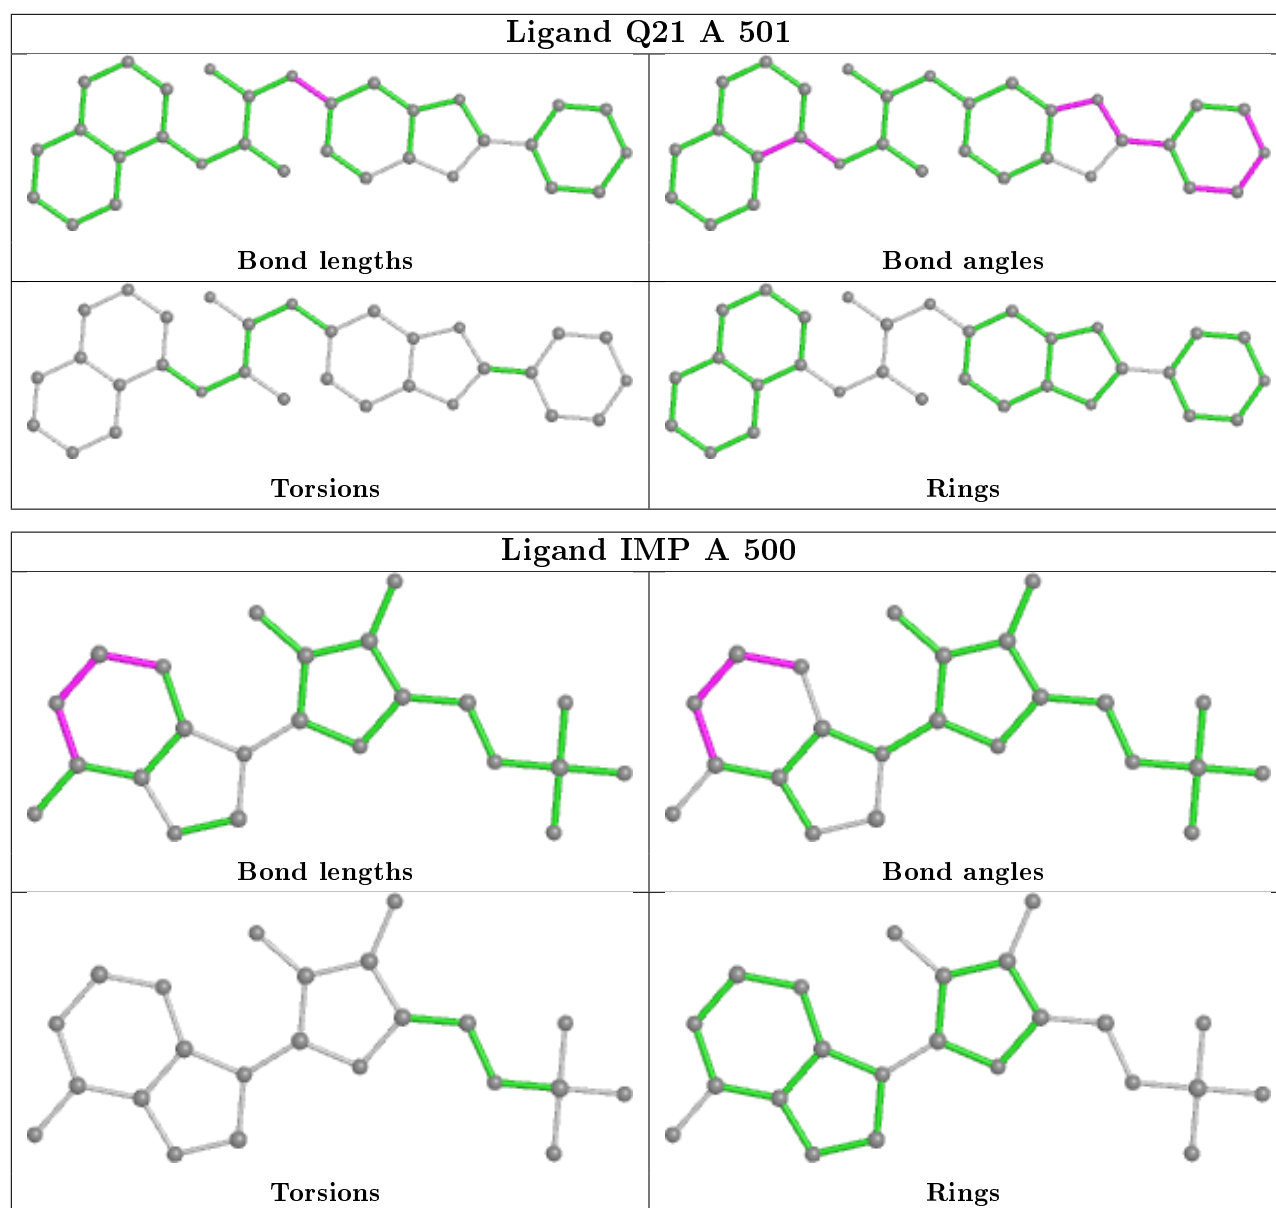 Ligand Q21 A 501
Bond lengths
Bond angles
Torsions
Rings
Ligand IMP A 500
Bond lengths
Bond angles
Torsions
Rings